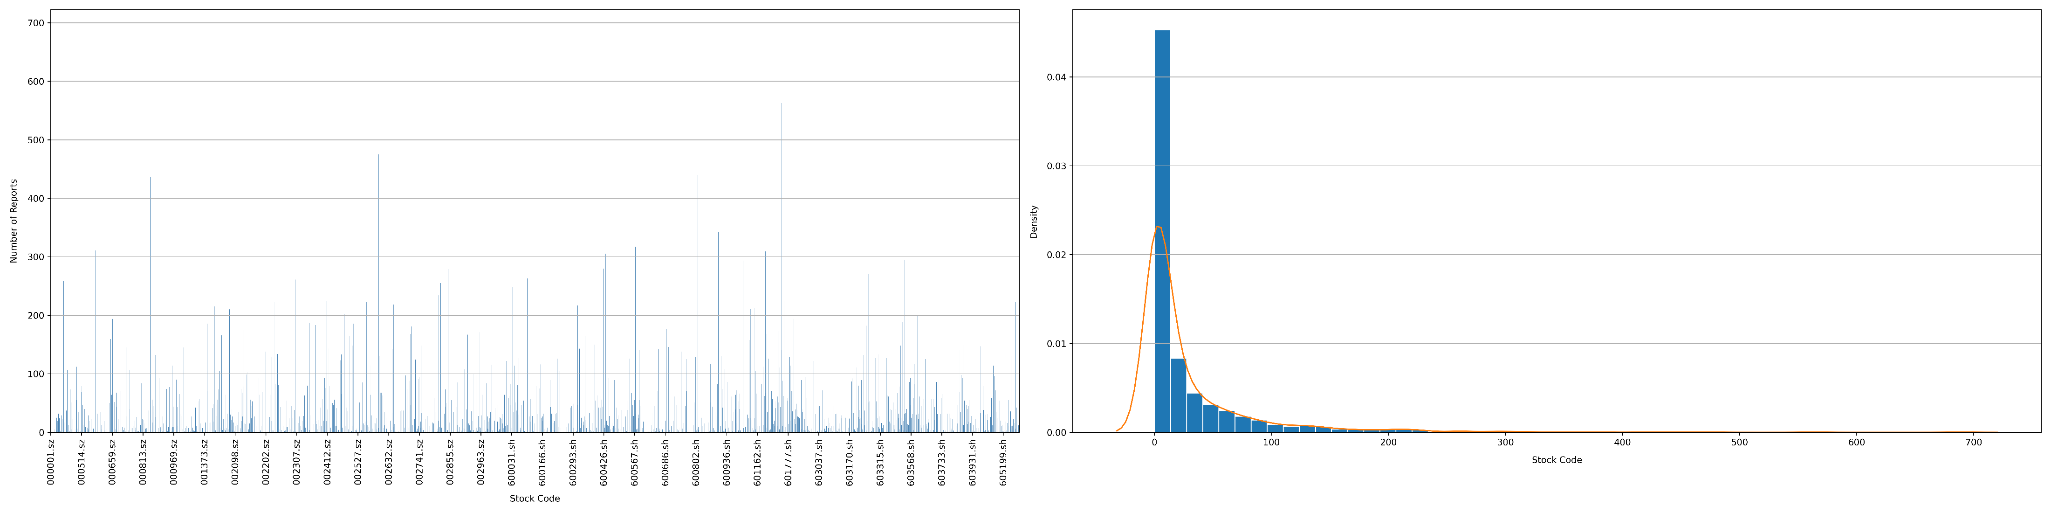 700
600
500
400
300
200
100
0
Number of Reports
000001.sz
000514.sz
000659.sz
000813.sz
000969.sz
001373.sz
002098.sz
002202.sz
002307.sz
002412.sz
002527.sz
002632.sz
002741.sz
002855.sz
002963.sz
600031.sh
600166.sh
600293.sh
600426.sh
600567.sh
600686.sh
600802.sh
600936.sh
601162.sh
601777.sh
603037.sh
603170.sh
603315.sh
603568.sh
603733.sh
603931.sh
605199.sh
Stock Code
0.04
0.03
0.02
0.01
0.00
Density
0
100
200
300
400
500
600
700
Stock Code